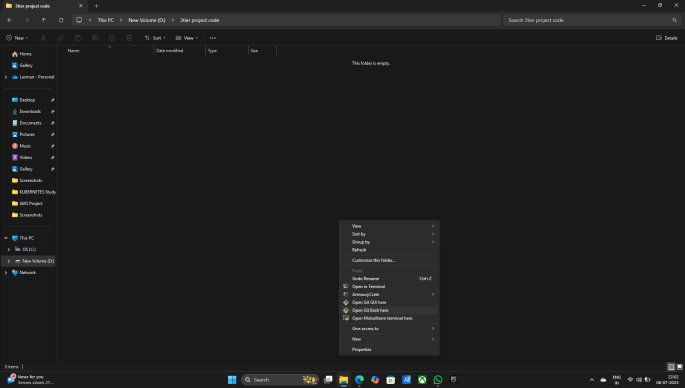 3tier project code
This PC > New Volume (D:) > 3tier project code
Search 3tier project code
New
Sort
View
Details
Name
Date modified
Type
Size
This folder is empty.
Home
Gallery
Laxman - Personal
Desktop
Downloads
Documents
Pictures
Music
Videos
Gallery
Screenshots
KUBERNETES Study
AWS Project
Screenshots
This PC
OS (C:)
New Volume (D:)
Network
View
Sort by
Group by
Refresh
Customize this folder...
Paste
Undo Rename Ctrl+Z
Open in Terminal
ArmouryCode
Open Git GUI here
Open Git Bash here
Open MobaXterm terminal here
Give access to
New
Properties
0 items
News for you
Sensex closes 27...
Search
ENG
IN
22:02
08-07-2025